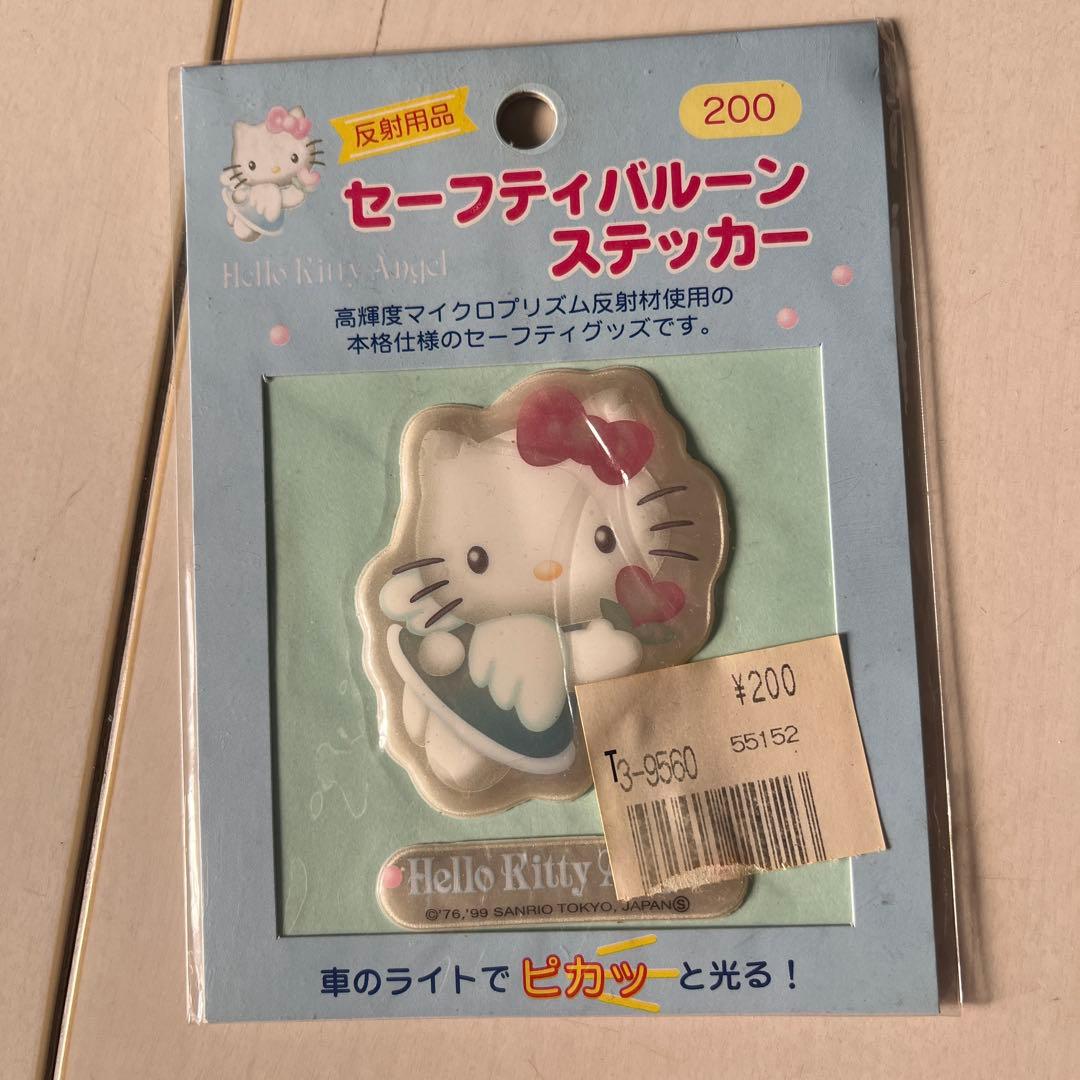 反射用品
200
セーフティバルーン
ステッカー
Hello Kitty Angel
高輝度マイクロプリズム反射材使用の
本格仕様のセーフティグッズです。
¥200
55152
T3-9560
Hello Kitty
©'76,'99 SANRIO TOKYO, JAPANⓈ
車のライトでピカッーと光る!